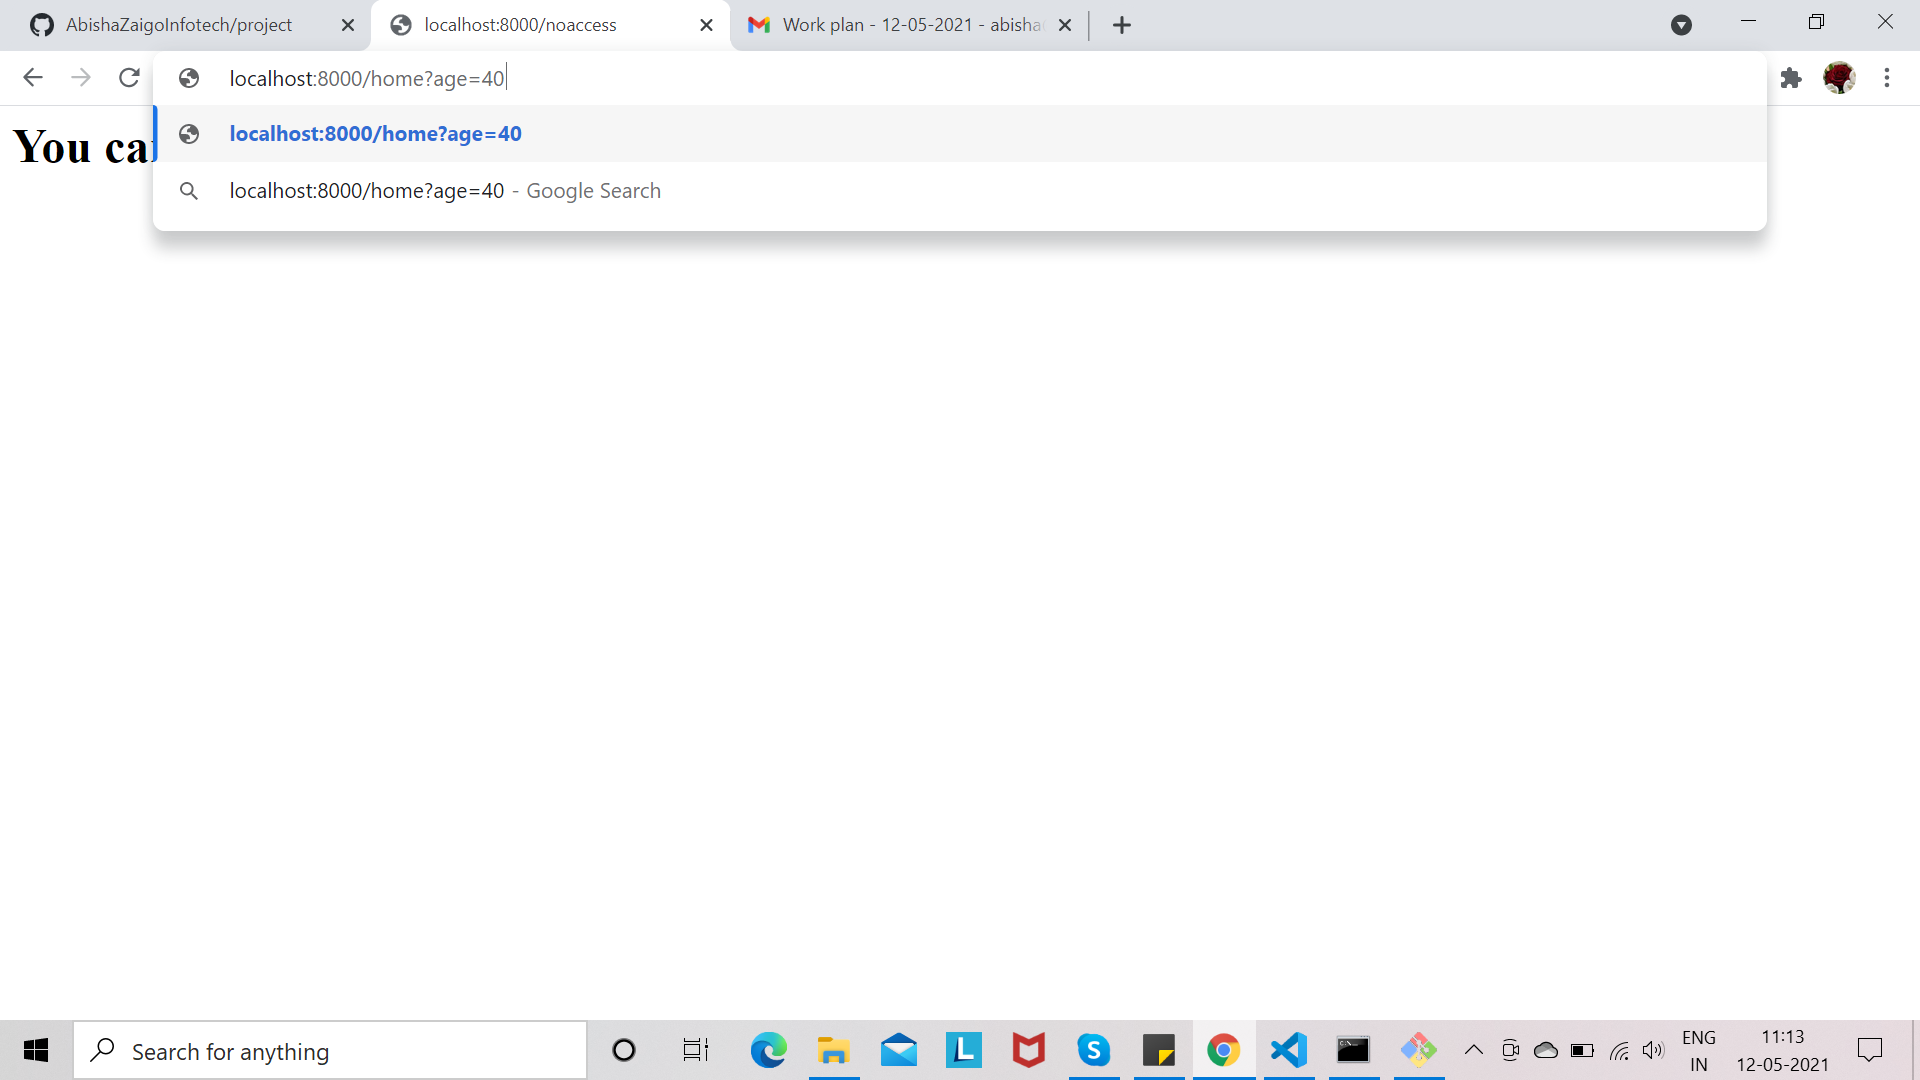 AbishaZaigoInfotech/project
localhost:8000/noaccess
Work plan - 12-05-2021 - abisha
localhost:8000/home?age=40
localhost:8000/home?age=40
localhost:8000/home?age=40 - Google Search
You
Search for anything
L
S
ENG
IN
11:13
12-05-2021